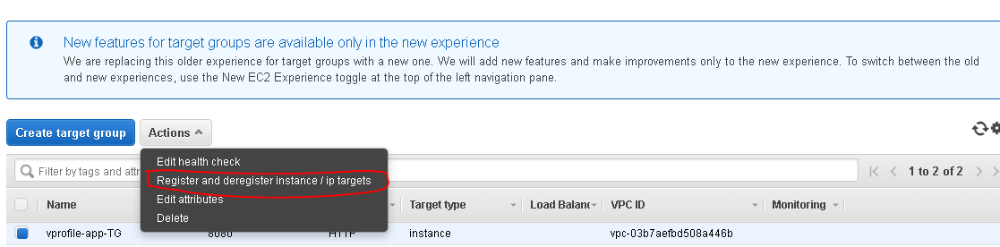 New features for target groups are available only in the new experience
We are replacing this older experience for target groups with a new one. We will add new features and make improvements only to the new experience. To switch between the old
and new experiences, use the New EC2 Experience toggle at the top of the left navigation pane.
Create target group Actions
Edit health check
Filter by tags and attr 1 to 2 of 2
Register and deregister instance / ip targets
Edit attributes
Name Target type Load Balanc VPC ID Monitoring
Delete
vprofile-app-TG 8080 HTTP instance vpc-03b7aefbd508a446b